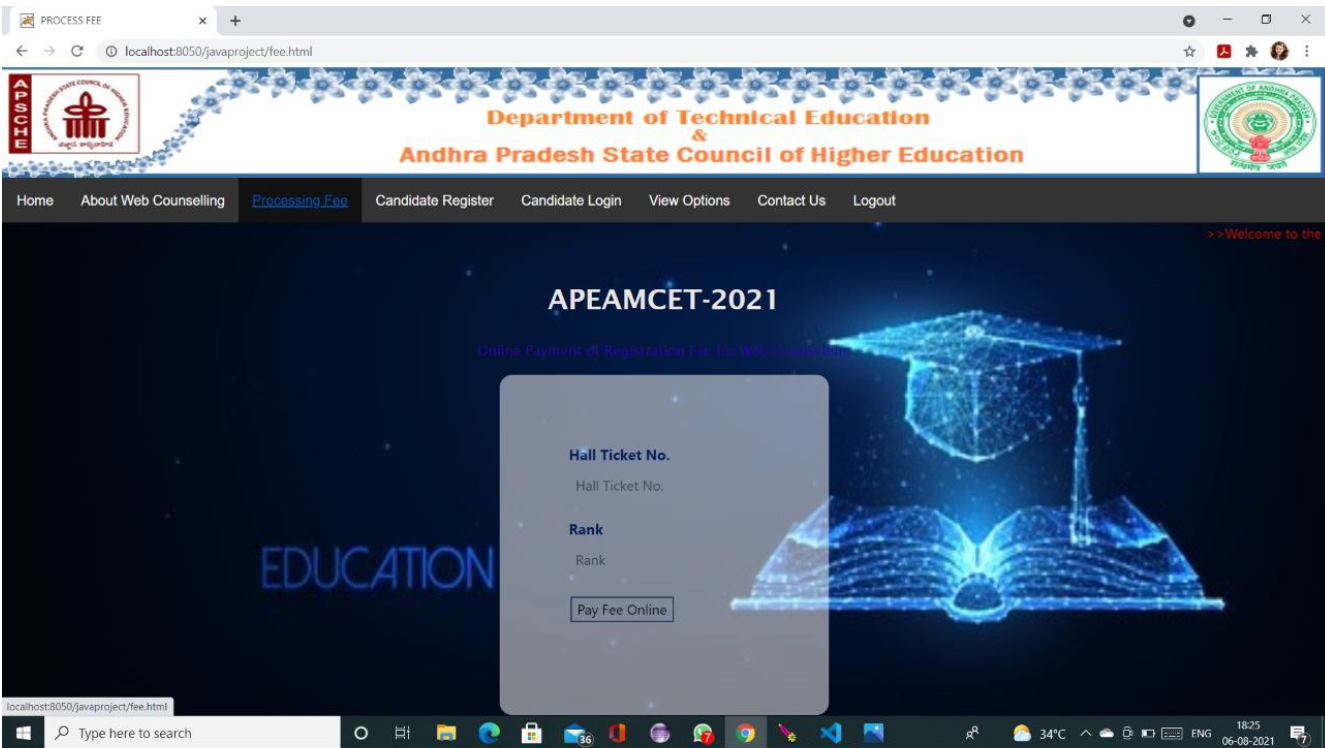 PROCESS FEE
localhost:8050/javaproject/fee.html
APSCHE
Department of Technical Education
&
Andhra Pradesh State Council of Higher Education
Home About Web Counselling Processing Fee Candidate Register Candidate Login View Options Contact Us Logout
>>Welcome to the
APEAMCET-2021
Online Payment of Registration Fee for Web
Hall Ticket No.
Hall Ticket No.
Rank
Rank
EDUCATION
Pay Fee Online
localhost:8050/javaproject/fee.html
Type here to search
36
34°C
ENG
18:25
06-08-2021
7